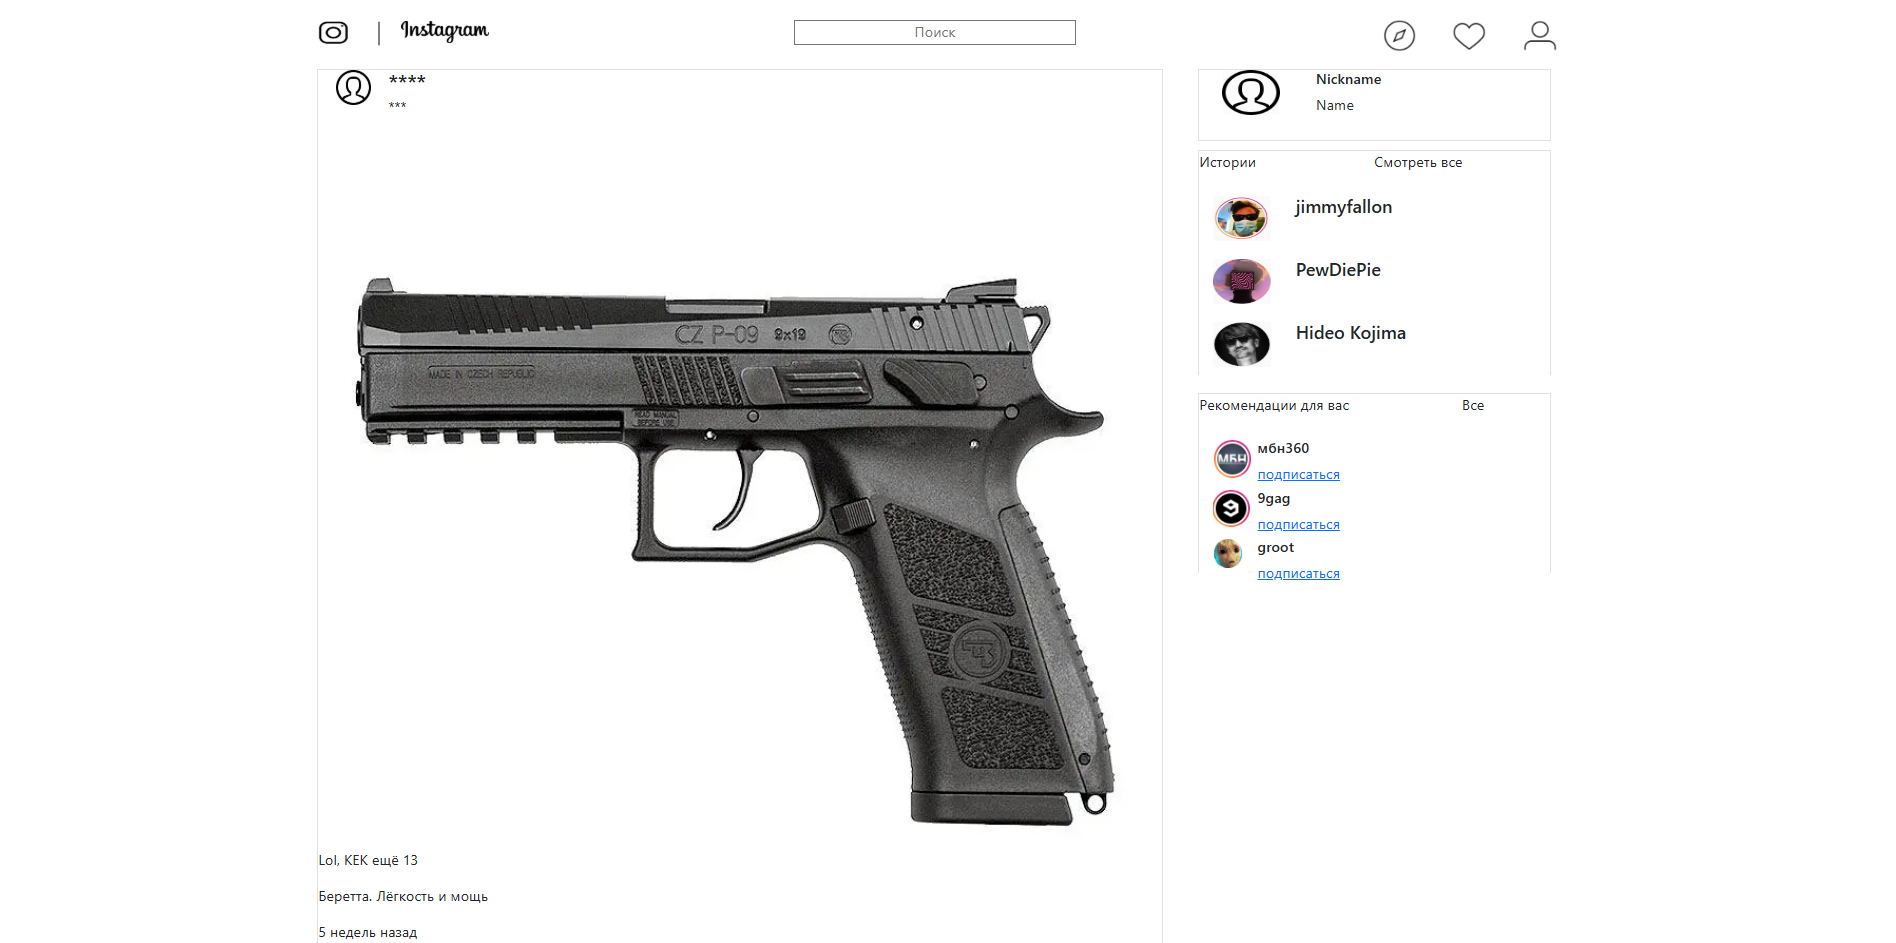 Instagram
Поиск
****
***
CZ P-09 9x19
MADE IN CZECH REPUBLIC
READ MANUAL
BEFORE USE
Lol, КЕК ещё 13
Беретта. Лёгкость и мощь
5 недель назад
Nickname
Name
Истории Смотреть все
jimmyfallon
PewDiePie
Hideo Kojima
Рекомендации для вас Все
МБН
мбн360
подписаться
9gag
подписаться
groot
подписаться